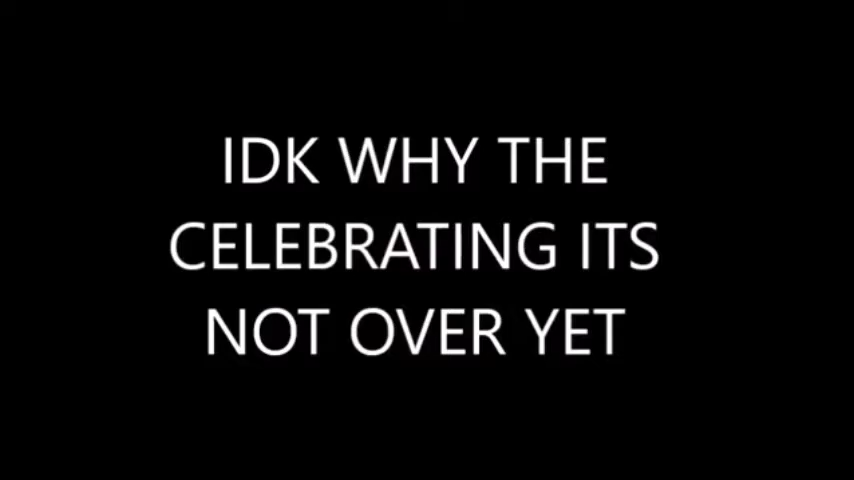 IDK WHY THE
CELEBRATING ITS
NOT OVER YET